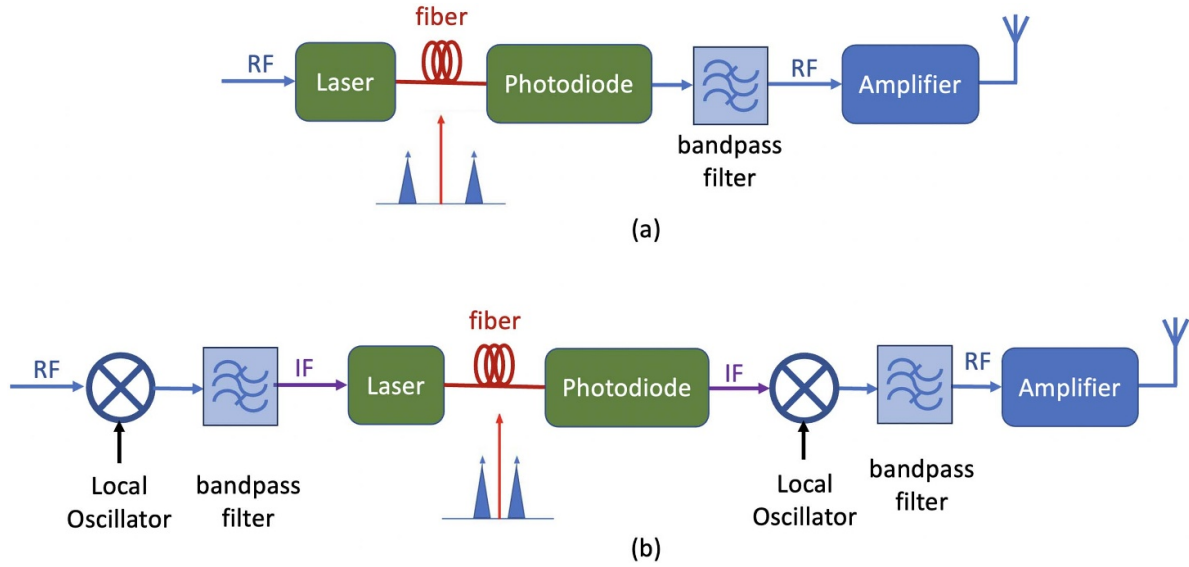 fiber
RF
Laser
Photodiode
RF
Amplifier
bandpass
filter
(a)
fiber
RF
IF
Laser
Photodiode
IF
RF
Amplifier
Local
Oscillator
bandpass
filter
Local
Oscillator
bandpass
filter
(b)